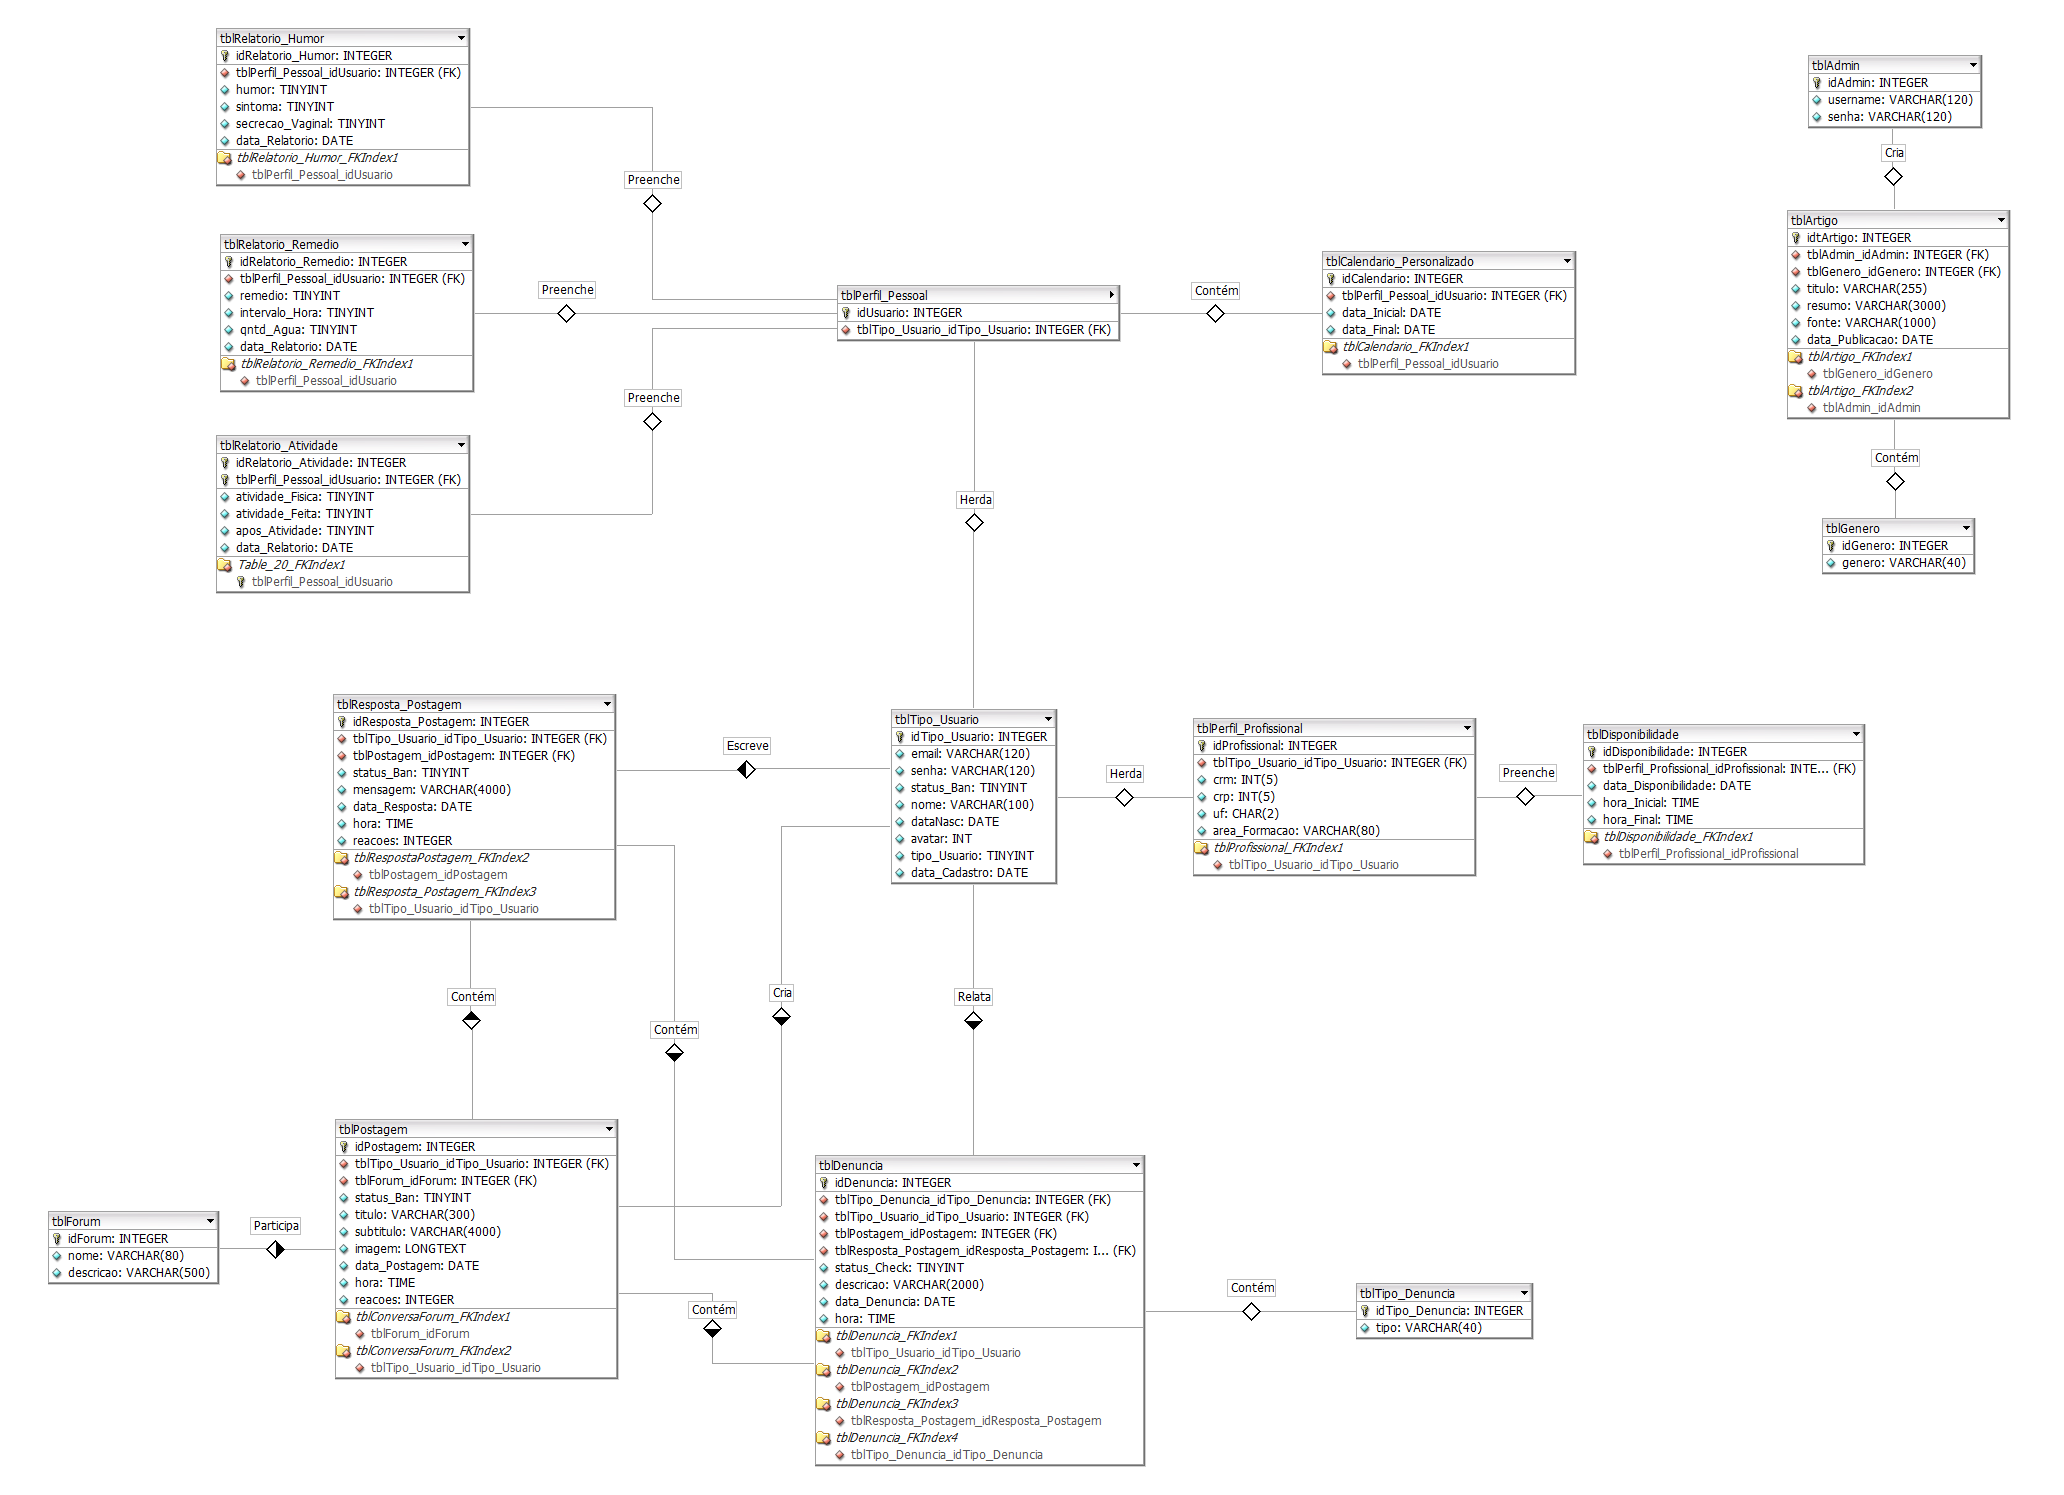 tblRelatorio_Humor
idRelatorio_Humor: INTEGER
tblPerfil_Pessoal_idUsuario: INTEGER (FK)
humor: TINYINT
sintoma: TINYINT
secrecao_Vaginal: TINYINT
data_Relatorio: DATE
tblRelatorio_Humor_FKIndex1
tblPerfil_Pessoal_idUsuario
Preenche
tblAdmin
idAdmin: INTEGER
username: VARCHAR(120)
senha: VARCHAR(120)
Cria
tblArtigo
idtArtigo: INTEGER
tblAdmin_idAdmin: INTEGER (FK)
tblGenero_idGenero: INTEGER (FK)
titulo: VARCHAR(255)
resumo: VARCHAR(3000)
fonte: VARCHAR(1000)
data_Publicacao: DATE
tblArtigo_FKIndex1
tblGenero_idGenero
tblArtigo_FKIndex2
tblAdmin_idAdmin
Contém
tblGenero
idGenero: INTEGER
genero: VARCHAR(40)
tblRelatorio_Remedio
idRelatorio_Remedio: INTEGER
tblPerfil_Pessoal_idUsuario: INTEGER (FK)
remedio: TINYINT
intervalo_Hora: TINYINT
qntd_Agua: TINYINT
data_Relatorio: DATE
tblRelatorio_Remedio_FKIndex1
tblPerfil_Pessoal_idUsuario
Preenche
tblPerfil_Pessoal
idUsuario: INTEGER
tblTipo_Usuario_idTipo_Usuario: INTEGER (FK)
Contém
tblCalendario_Personalizado
idCalendario: INTEGER
tblPerfil_Pessoal_idUsuario: INTEGER (FK)
data_Inicial: DATE
data_Final: DATE
tblCalendario_FKIndex1
tblPerfil_Pessoal_idUsuario
Preenche
tblRelatorio_Atividade
idRelatorio_Atividade: INTEGER
tblPerfil_Pessoal_idUsuario: INTEGER (FK)
atividade_Fisica: TINYINT
atividade_Feita: TINYINT
apos_Atividade: TINYINT
data_Relatorio: DATE
Table_20_FKIndex1
tblPerfil_Pessoal_idUsuario
Herda
tblResposta_Postagem
idResposta_Postagem: INTEGER
tblTipo_Usuario_idTipo_Usuario: INTEGER (FK)
tblPostagem_idPostagem: INTEGER (FK)
status_Ban: TINYINT
mensagem: VARCHAR(4000)
data_Resposta: DATE
hora: TIME
reacoes: INTEGER
tblRespostaPostagem_FKIndex2
tblPostagem_idPostagem
tblResposta_Postagem_FKIndex3
tblTipo_Usuario_idTipo_Usuario
Escreve
tblTipo_Usuario
idTipo_Usuario: INTEGER
email: VARCHAR(120)
senha: VARCHAR(120)
status_Ban: TINYINT
nome: VARCHAR(100)
dataNasc: DATE
avatar: INT
tipo_Usuario: TINYINT
data_Cadastro: DATE
Herda
tblPerfil_Profissional
idProfissional: INTEGER
tblTipo_Usuario_idTipo_Usuario: INTEGER (FK)
crm: INT(5)
crp: INT(5)
uf: CHAR(2)
area_Formacao: VARCHAR(80)
tblProfissional_FKIndex1
tblTipo_Usuario_idTipo_Usuario
Preenche
tblDisponibilidade
idDisponibilidade: INTEGER
tblPerfil_Profissional_idProfissional: INTE... (FK)
data_Disponibilidade: DATE
hora_Inicial: TIME
hora_Final: TIME
tblDisponibilidade_FKIndex1
tblPerfil_Profissional_idProfissional
Contém
Contém
Cria
Relata
tblForum
idForum: INTEGER
nome: VARCHAR(80)
descricao: VARCHAR(500)
Participa
tblPostagem
idPostagem: INTEGER
tblTipo_Usuario_idTipo_Usuario: INTEGER (FK)
tblForum_idForum: INTEGER (FK)
status_Ban: TINYINT
titulo: VARCHAR(300)
subtitulo: VARCHAR(4000)
imagem: LONGTEXT
data_Postagem: DATE
hora: TIME
reacoes: INTEGER
tblConversaForum_FKIndex1
tblForum_idForum
tblConversaForum_FKIndex2
tblTipo_Usuario_idTipo_Usuario
Contém
tblDenuncia
idDenuncia: INTEGER
tblTipo_Denuncia_idTipo_Denuncia: INTEGER (FK)
tblTipo_Usuario_idTipo_Usuario: INTEGER (FK)
tblPostagem_idPostagem: INTEGER (FK)
tblResposta_Postagem_idResposta_Postagem: I... (FK)
status_Check: TINYINT
descricao: VARCHAR(2000)
data_Denuncia: DATE
hora: TIME
tblDenuncia_FKIndex1
tblTipo_Usuario_idTipo_Usuario
tblDenuncia_FKIndex2
tblPostagem_idPostagem
tblDenuncia_FKIndex3
tblResposta_Postagem_idResposta_Postagem
tblDenuncia_FKIndex4
tblTipo_Denuncia_idTipo_Denuncia
Contém
tblTipo_Denuncia
idTipo_Denuncia: INTEGER
tipo: VARCHAR(40)